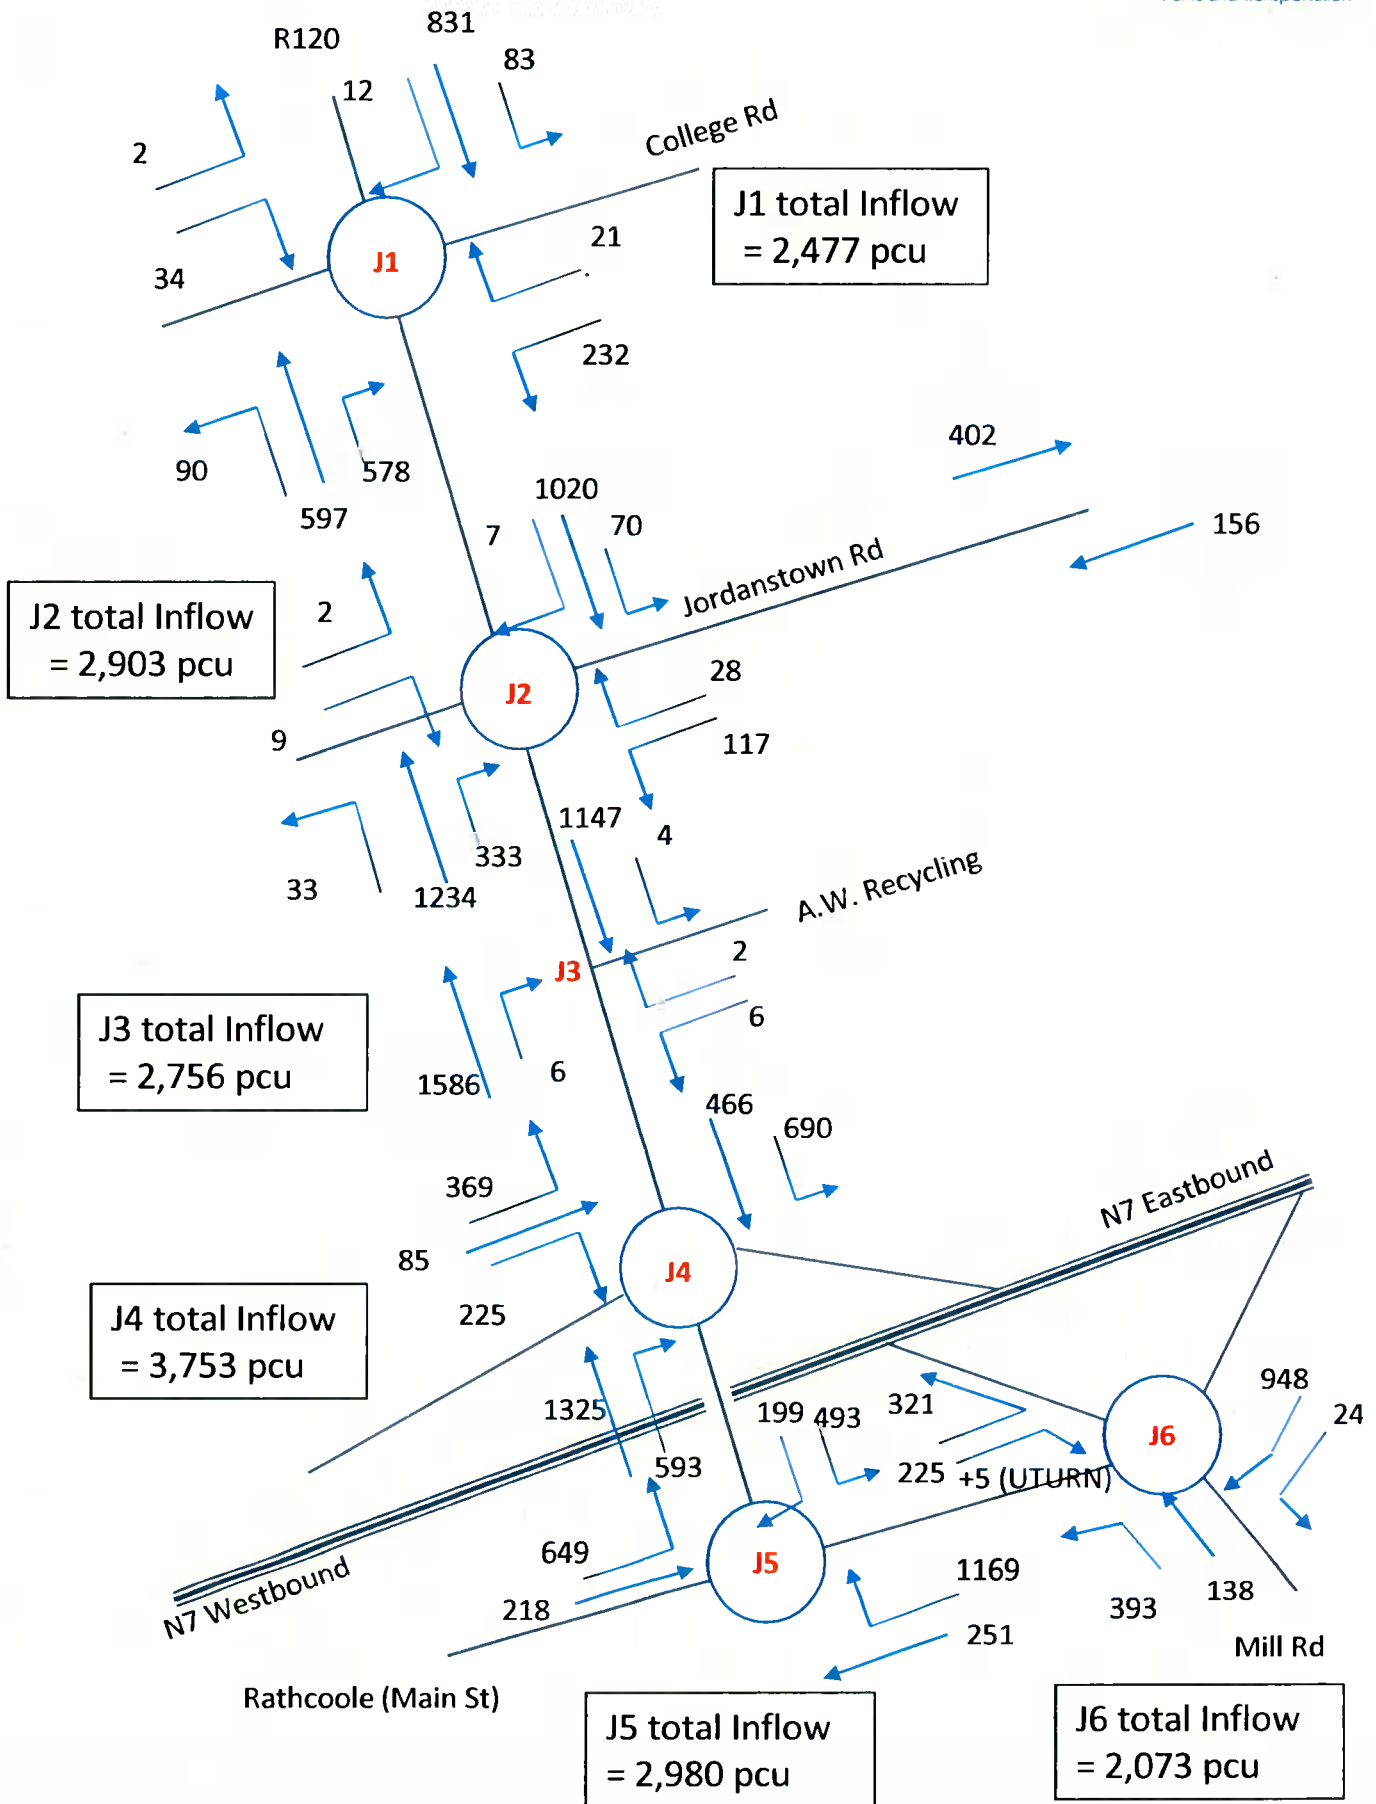 831
R120
83
12
College Rd
2
J1 total Inflow
= 2,477 pcu
21
J1
34
232
402
90
578
1020
597
7
70
156
Jordanstown Rd
J2 total Inflow
= 2,903 pcu
2
28
J2
9
117
1147
4
333
33
1234
A.W. Recycling
2
J3
6
J3 total Inflow
= 2,756 pcu
1586
6
466
690
369
N7 Eastbound
85
J4
225
J4 total Inflow
= 3,753 pcu
948
1325
199
493
321
24
J6
593
225
+5 (UTURN)
649
J5
1169
N7 Westbound
218
393
138
251
Mill Rd
Rathcoole (Main St)
J5 total Inflow
= 2,980 pcu
J6 total Inflow
= 2,073 pcu